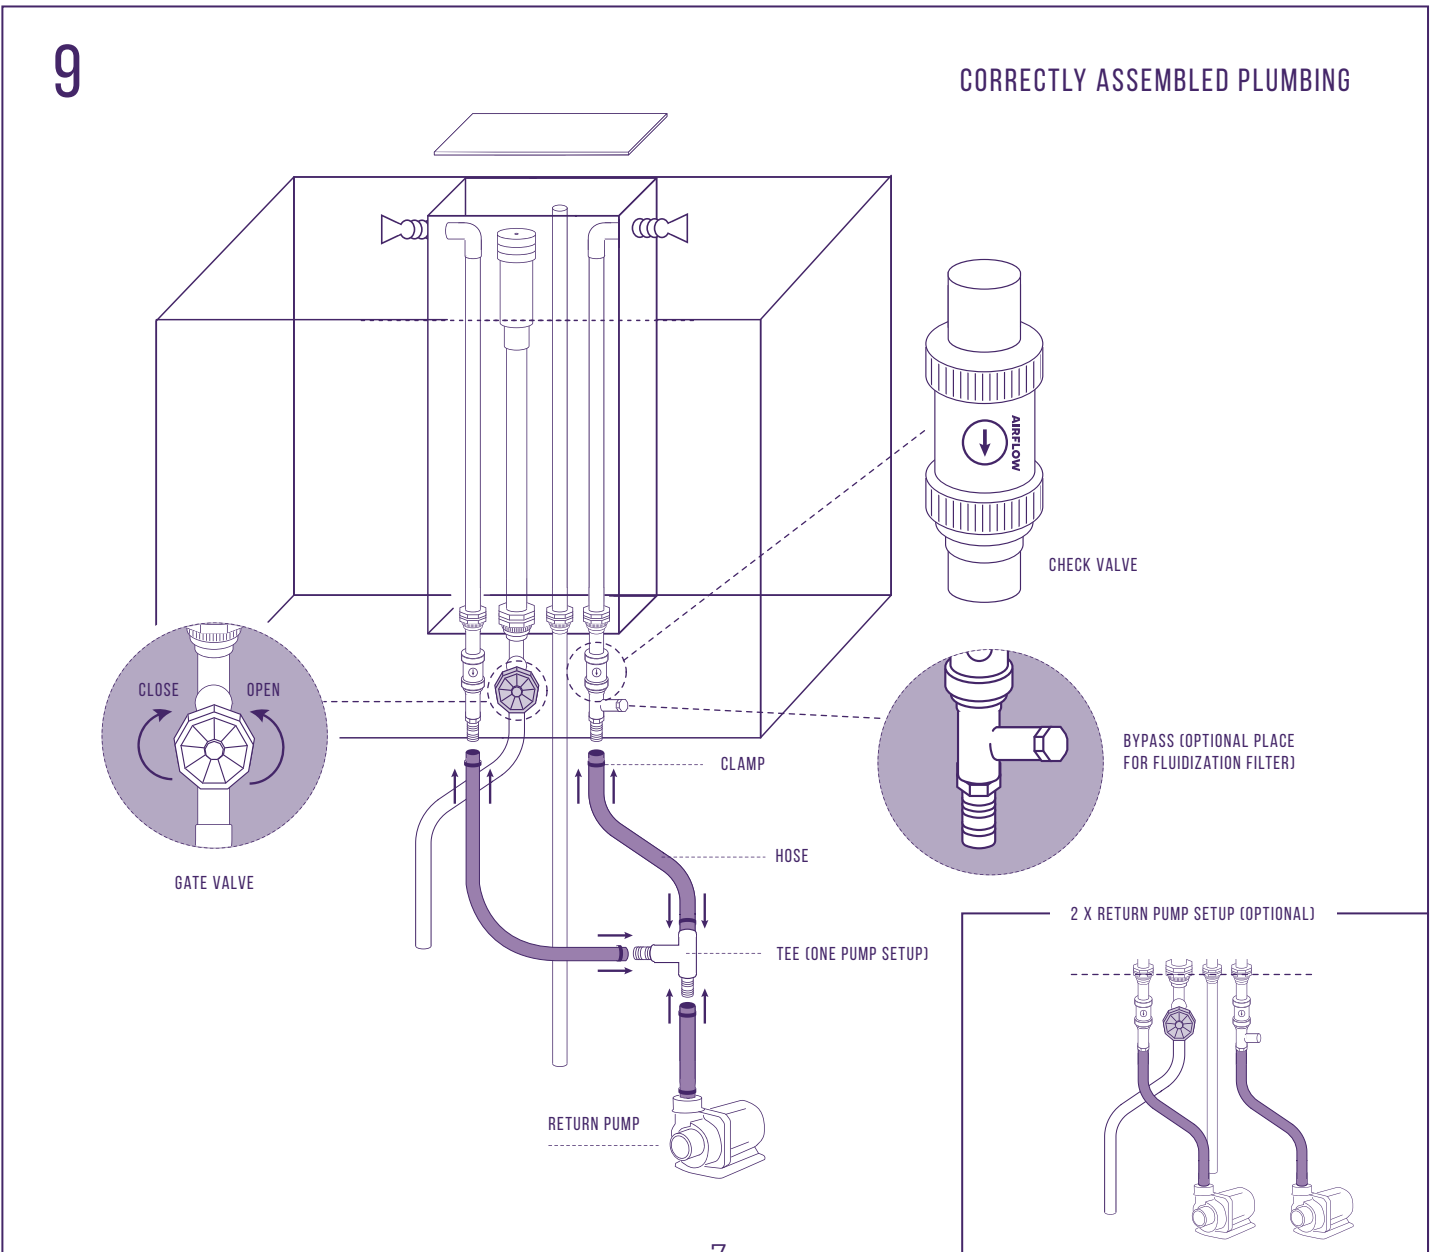 9
CORRECTLY ASSEMBLED PLUMBING
AIRFLOW
CHECK VALVE
CLOSE
OPEN
GATE VALVE
CLAMP
BYPASS (OPTIONAL PLACE
FOR FLUIDIZATION FILTER)
HOSE
TEE (ONE PUMP SETUP)
2 X RETURN PUMP SETUP (OPTIONAL)
RETURN PUMP
7